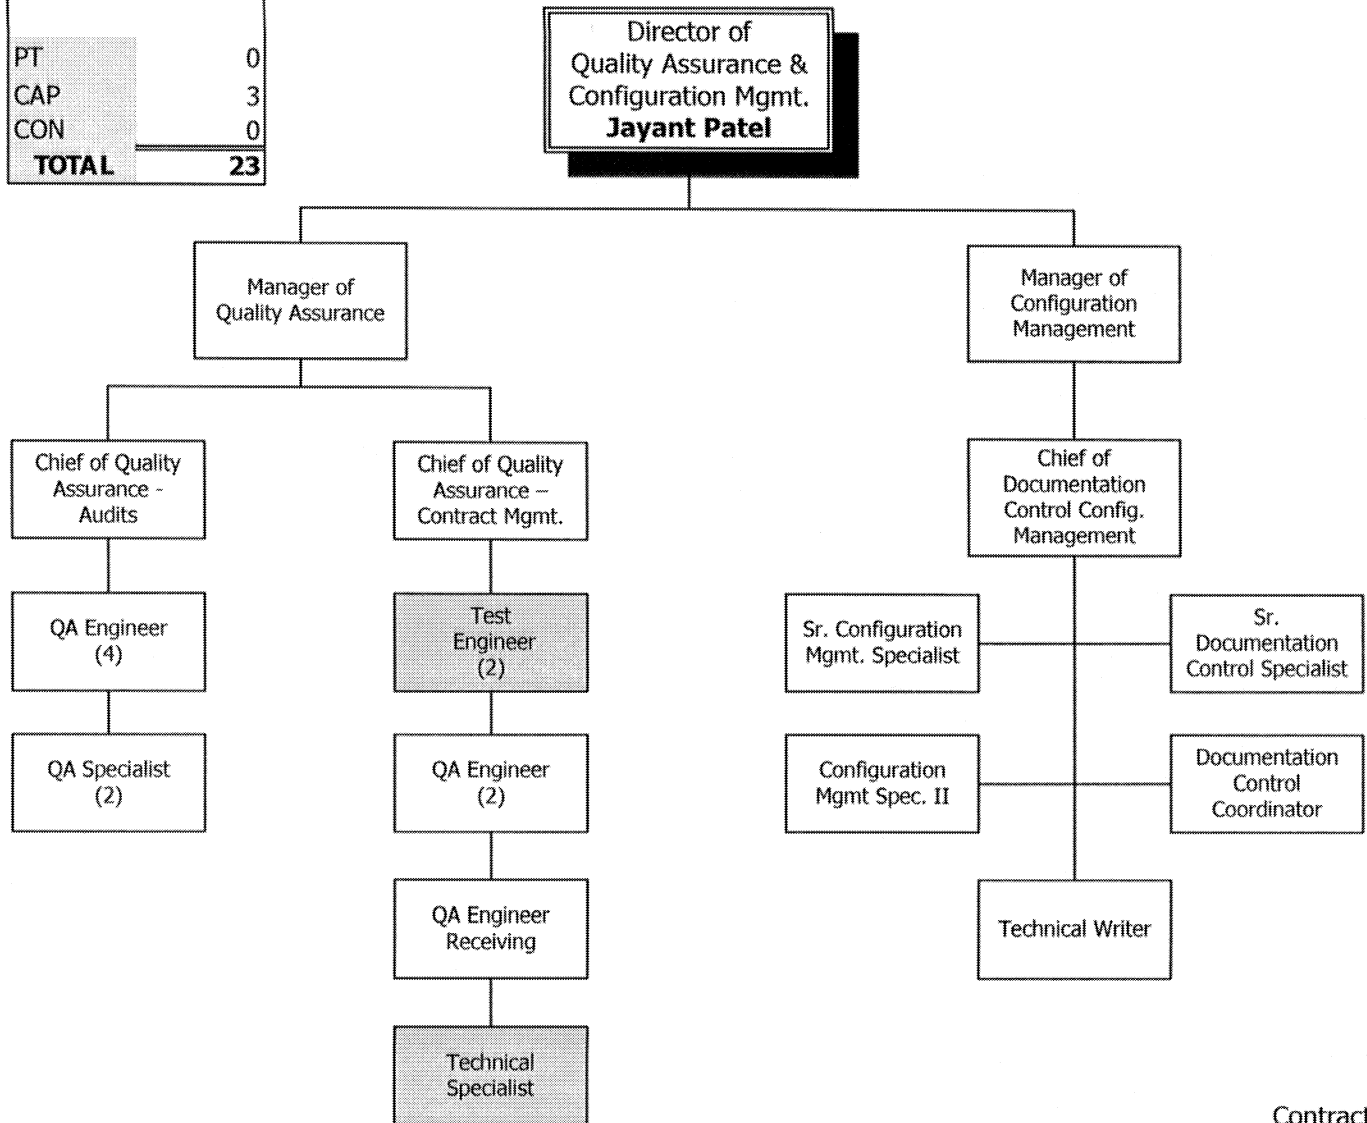 PT 0
CAP 3
CON 0
TOTAL 23
Director of
Quality Assurance &
Configuration Mgmt.
Jayant Patel
Manager of
Quality Assurance
Manager of
Configuration
Management
Chief of Quality
Assurance -
Audits
Chief of Quality
Assurance –
Contract Mgmt.
Chief of
Documentation
Control Config.
Management
QA Engineer
(4)
Test
Engineer
(2)
Sr. Configuration
Mgmt. Specialist
Sr.
Documentation
Control Specialist
QA Specialist
(2)
QA Engineer
(2)
Configuration
Mgmt Spec. II
Documentation
Control
Coordinator
QA Engineer
Receiving
Technical Writer
Technical
Specialist
Contract